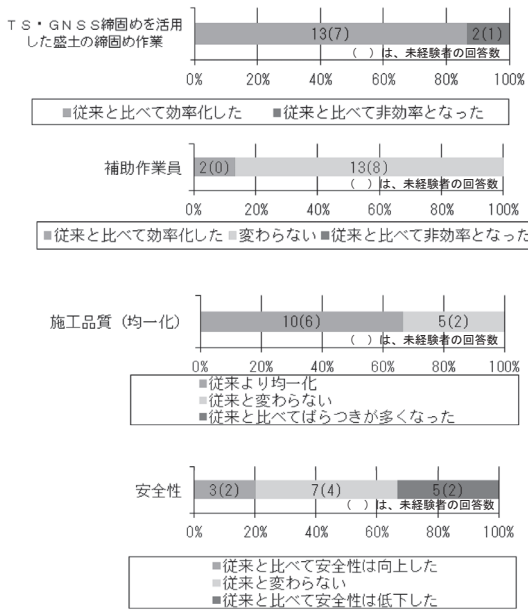 ＴＳ・ＧＮＳＳ締固めを活用
した盛土の締固め作業
13(7) 2(1)
（　）は、未経験者の回答数
0% 20% 40% 60% 80% 100%
■従来と比べて効率化した ■従来と比べて非効率となった
補助作業員
2(0) 13(8)
（　）は、未経験者の回答数
0% 20% 40% 60% 80% 100%
■従来と比べて効率化した ■変わらない ■従来と比べて非効率となった
施工品質（均一化）
10(6) 5(2)
（　）は、未経験者の回答数
0% 20% 40% 60% 80% 100%
■従来より均一化
■従来と変わらない
■従来と比べてばらつきが多くなった
安全性
3(2) 7(4) 5(2)
（　）は、未経験者の回答数
0% 20% 40% 60% 80% 100%
■従来と比べて安全性は向上した
■従来と変わらない
■従来と比べて安全性は低下した